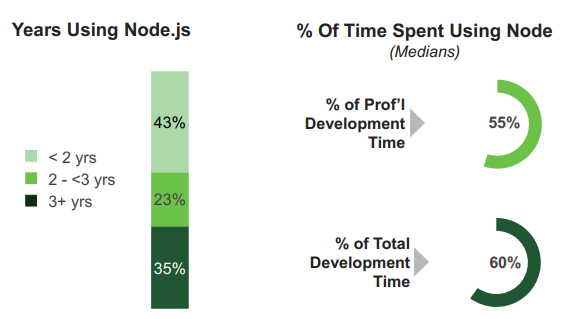 Years Using Node.js
43%
< 2 yrs
2 - <3 yrs
23%
3+ yrs
35%
% Of Time Spent Using Node
(Medians)
% of Prof'l
Development
Time
55%
% of Total
Development
Time
60%